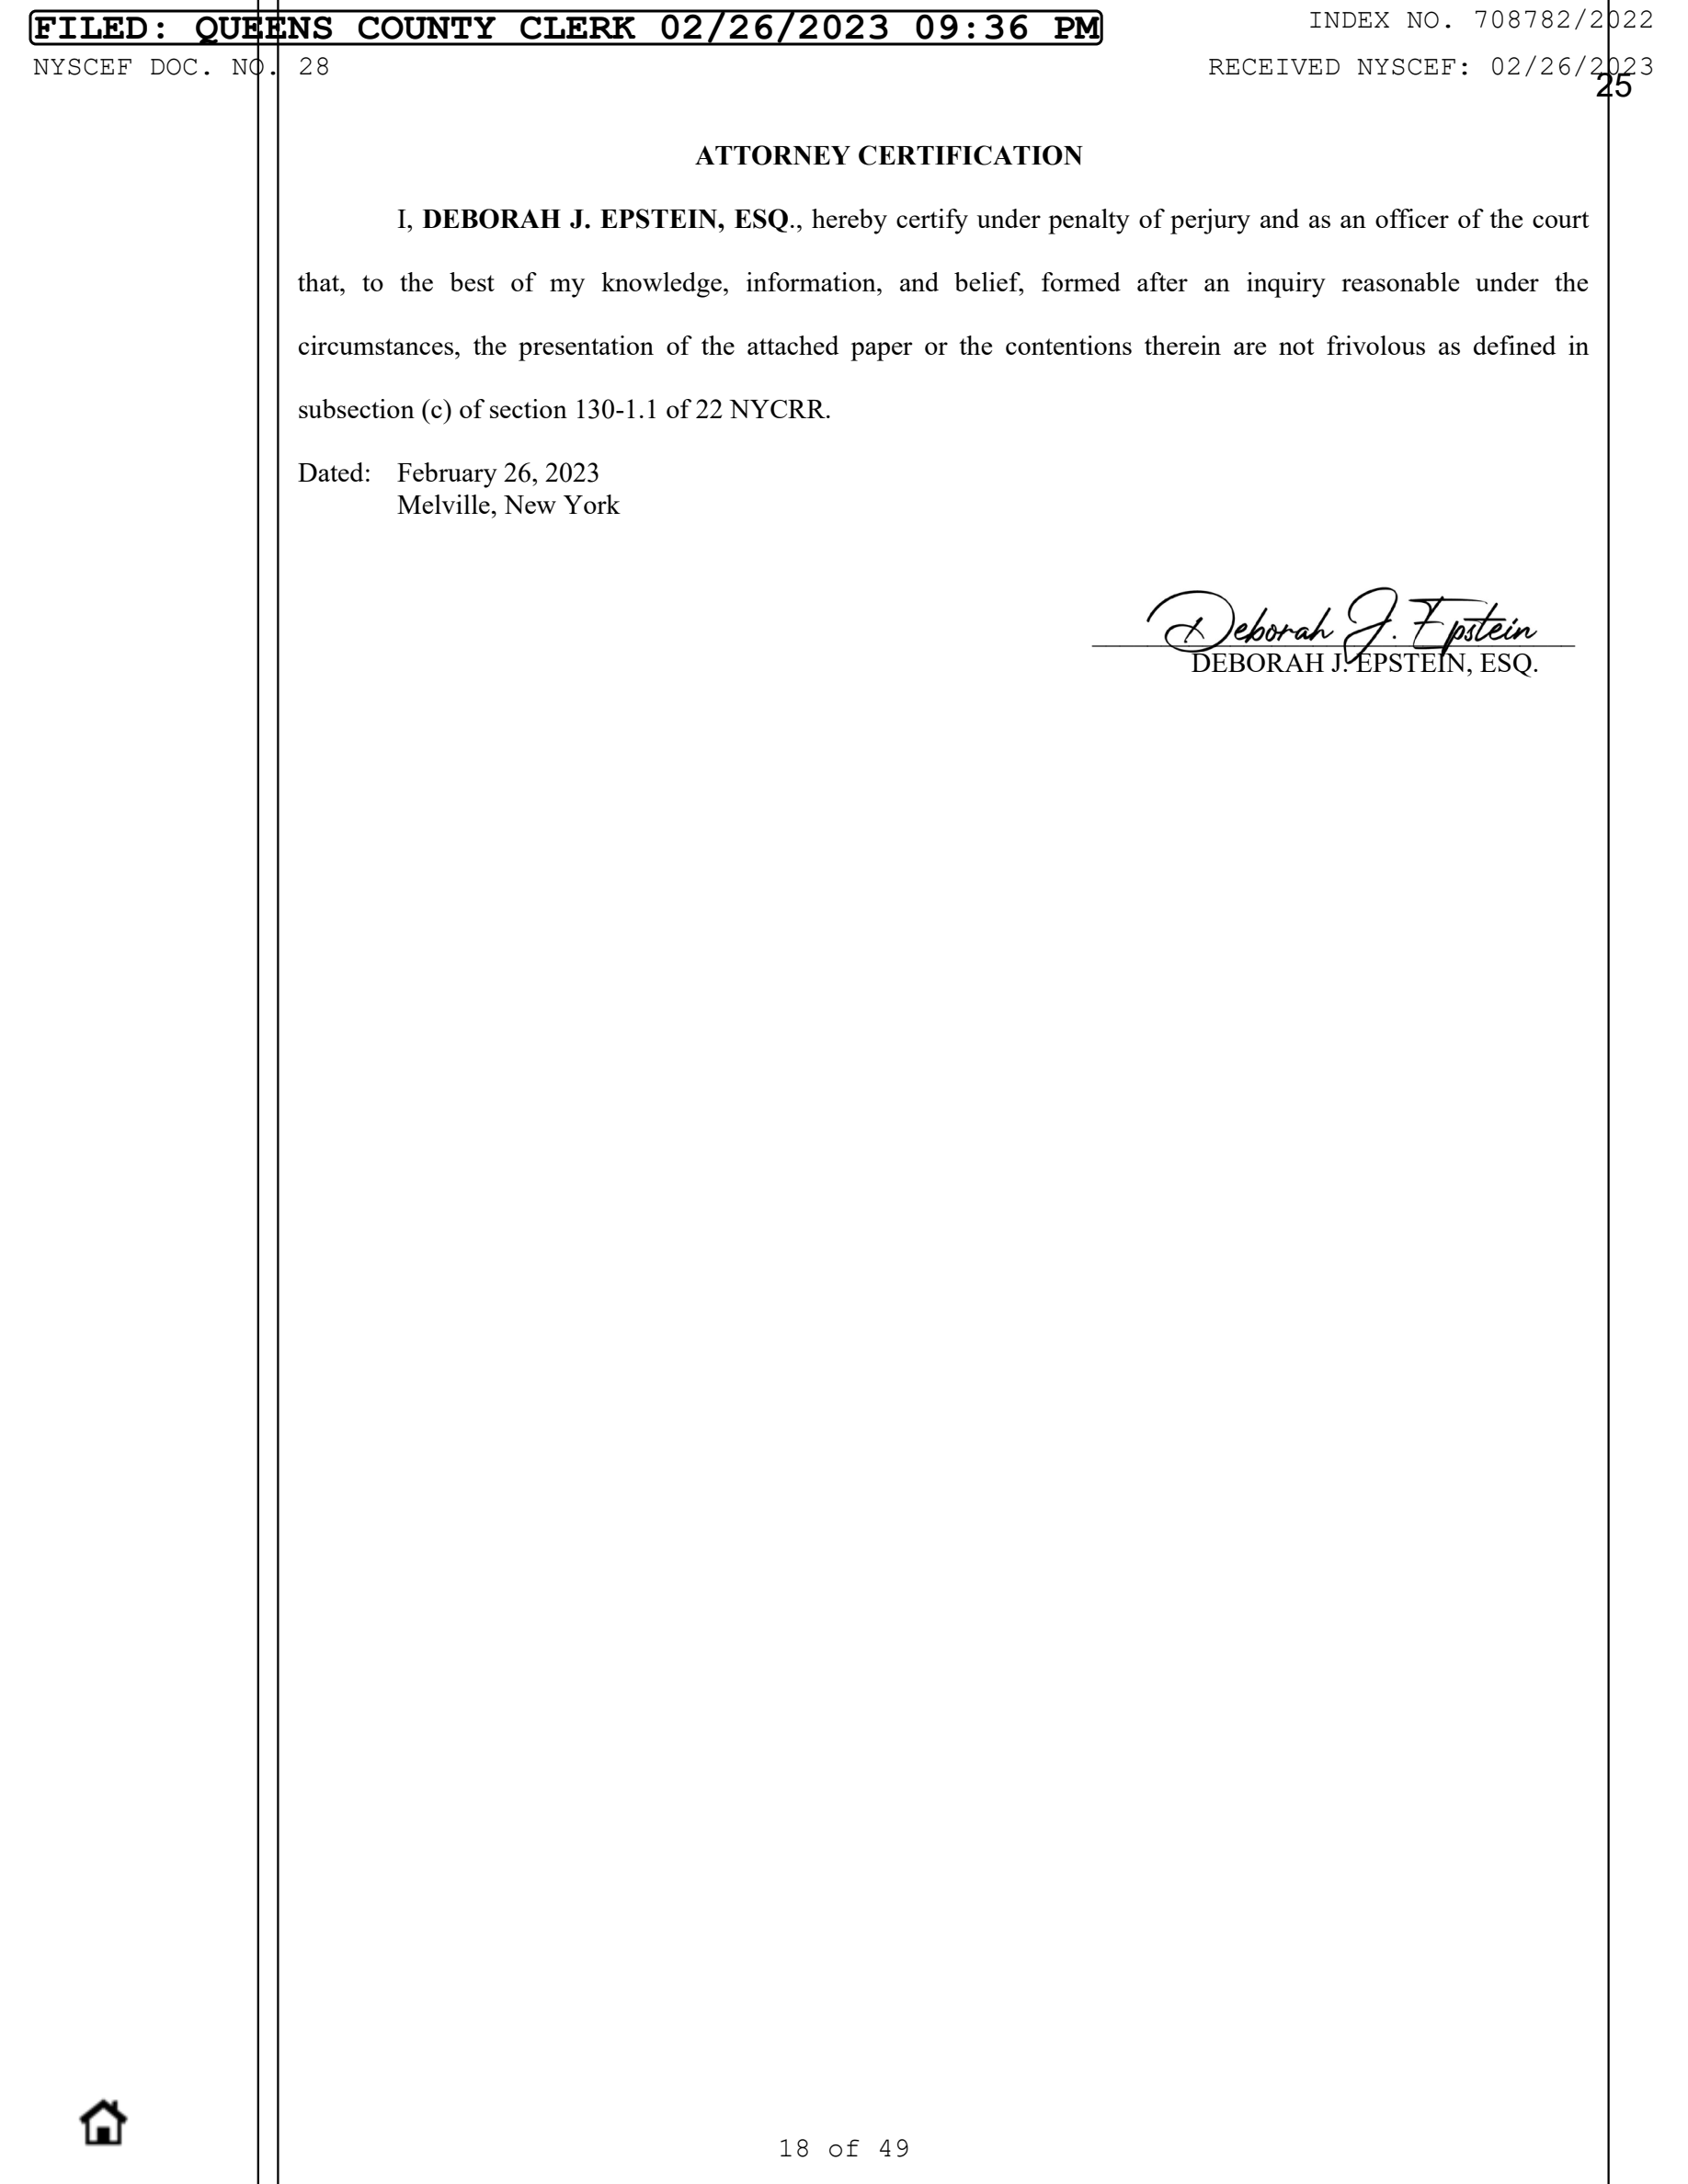 FILED: QUEENS COUNTY CLERK 02/26/2023 09:36 PM
INDEX NO. 708782/2022
NYSCEF DOC. NO. 28
RECEIVED NYSCEF: 02/26/2023
25
ATTORNEY CERTIFICATION
I, DEBORAH J. EPSTEIN, ESQ., hereby certify under penalty of perjury and as an officer of the court
that, to the best of my knowledge, information, and belief, formed after an inquiry reasonable under the
circumstances, the presentation of the attached paper or the contentions therein are not frivolous as defined in
subsection (c) of section 130-1.1 of 22 NYCRR.
Dated: February 26, 2023
Melville, New York
Deborah J. Epstein
DEBORAH J. EPSTEIN, ESQ.
18 of 49